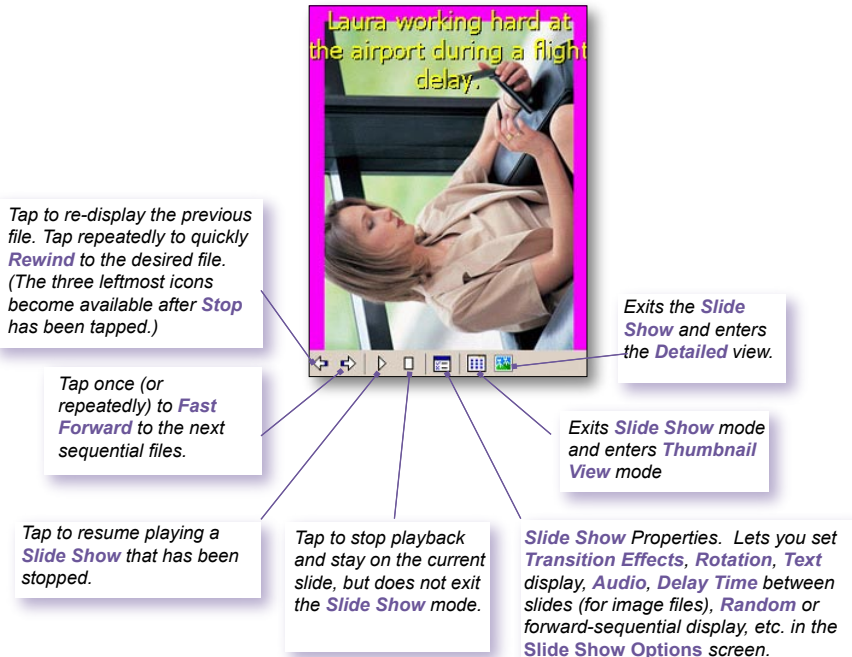 Laura working hard at
the airport during a flight
delay.
Tap to re-display the previous
file. Tap repeatedly to quickly
Rewind to the desired file.
(The three leftmost icons
become available after Stop
has been tapped.)
Exits the Slide
Show and enters
the Detailed view.
Tap once (or
repeatedly) to Fast
Forward to the next
sequential files.
Exits Slide Show mode
and enters Thumbnail
View mode
Tap to resume playing a
Slide Show that has been
stopped.
Tap to stop playback
and stay on the current
slide, but does not exit
the Slide Show mode.
Slide Show Properties.  Lets you set
Transition Effects, Rotation, Text
display, Audio, Delay Time between
slides (for image files), Random or
forward-sequential display, etc. in the
Slide Show Options screen.